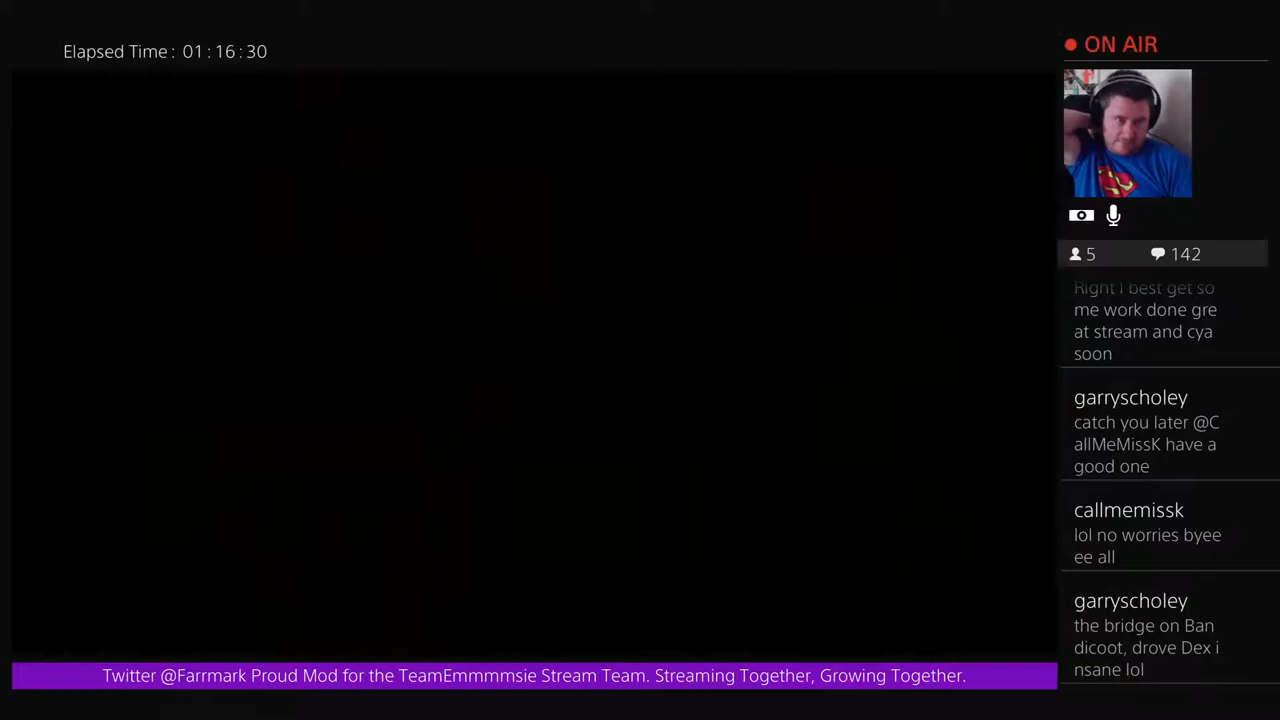 Elapsed Time: 01:16:30
ON AIR
5 142
Right I best get so
me work done gre
at stream and cya
soon
garryscholey
catch you later @C
allMeMissK have a
good one
callmemissk
lol no worries byee
ee all
garryscholey
the bridge on Ban
dicoot, drove Dex i
nsane lol
Twitter @Farrmark Proud Mod for the TeamEmmmmsie Stream Team. Streaming Together, Growing Together.